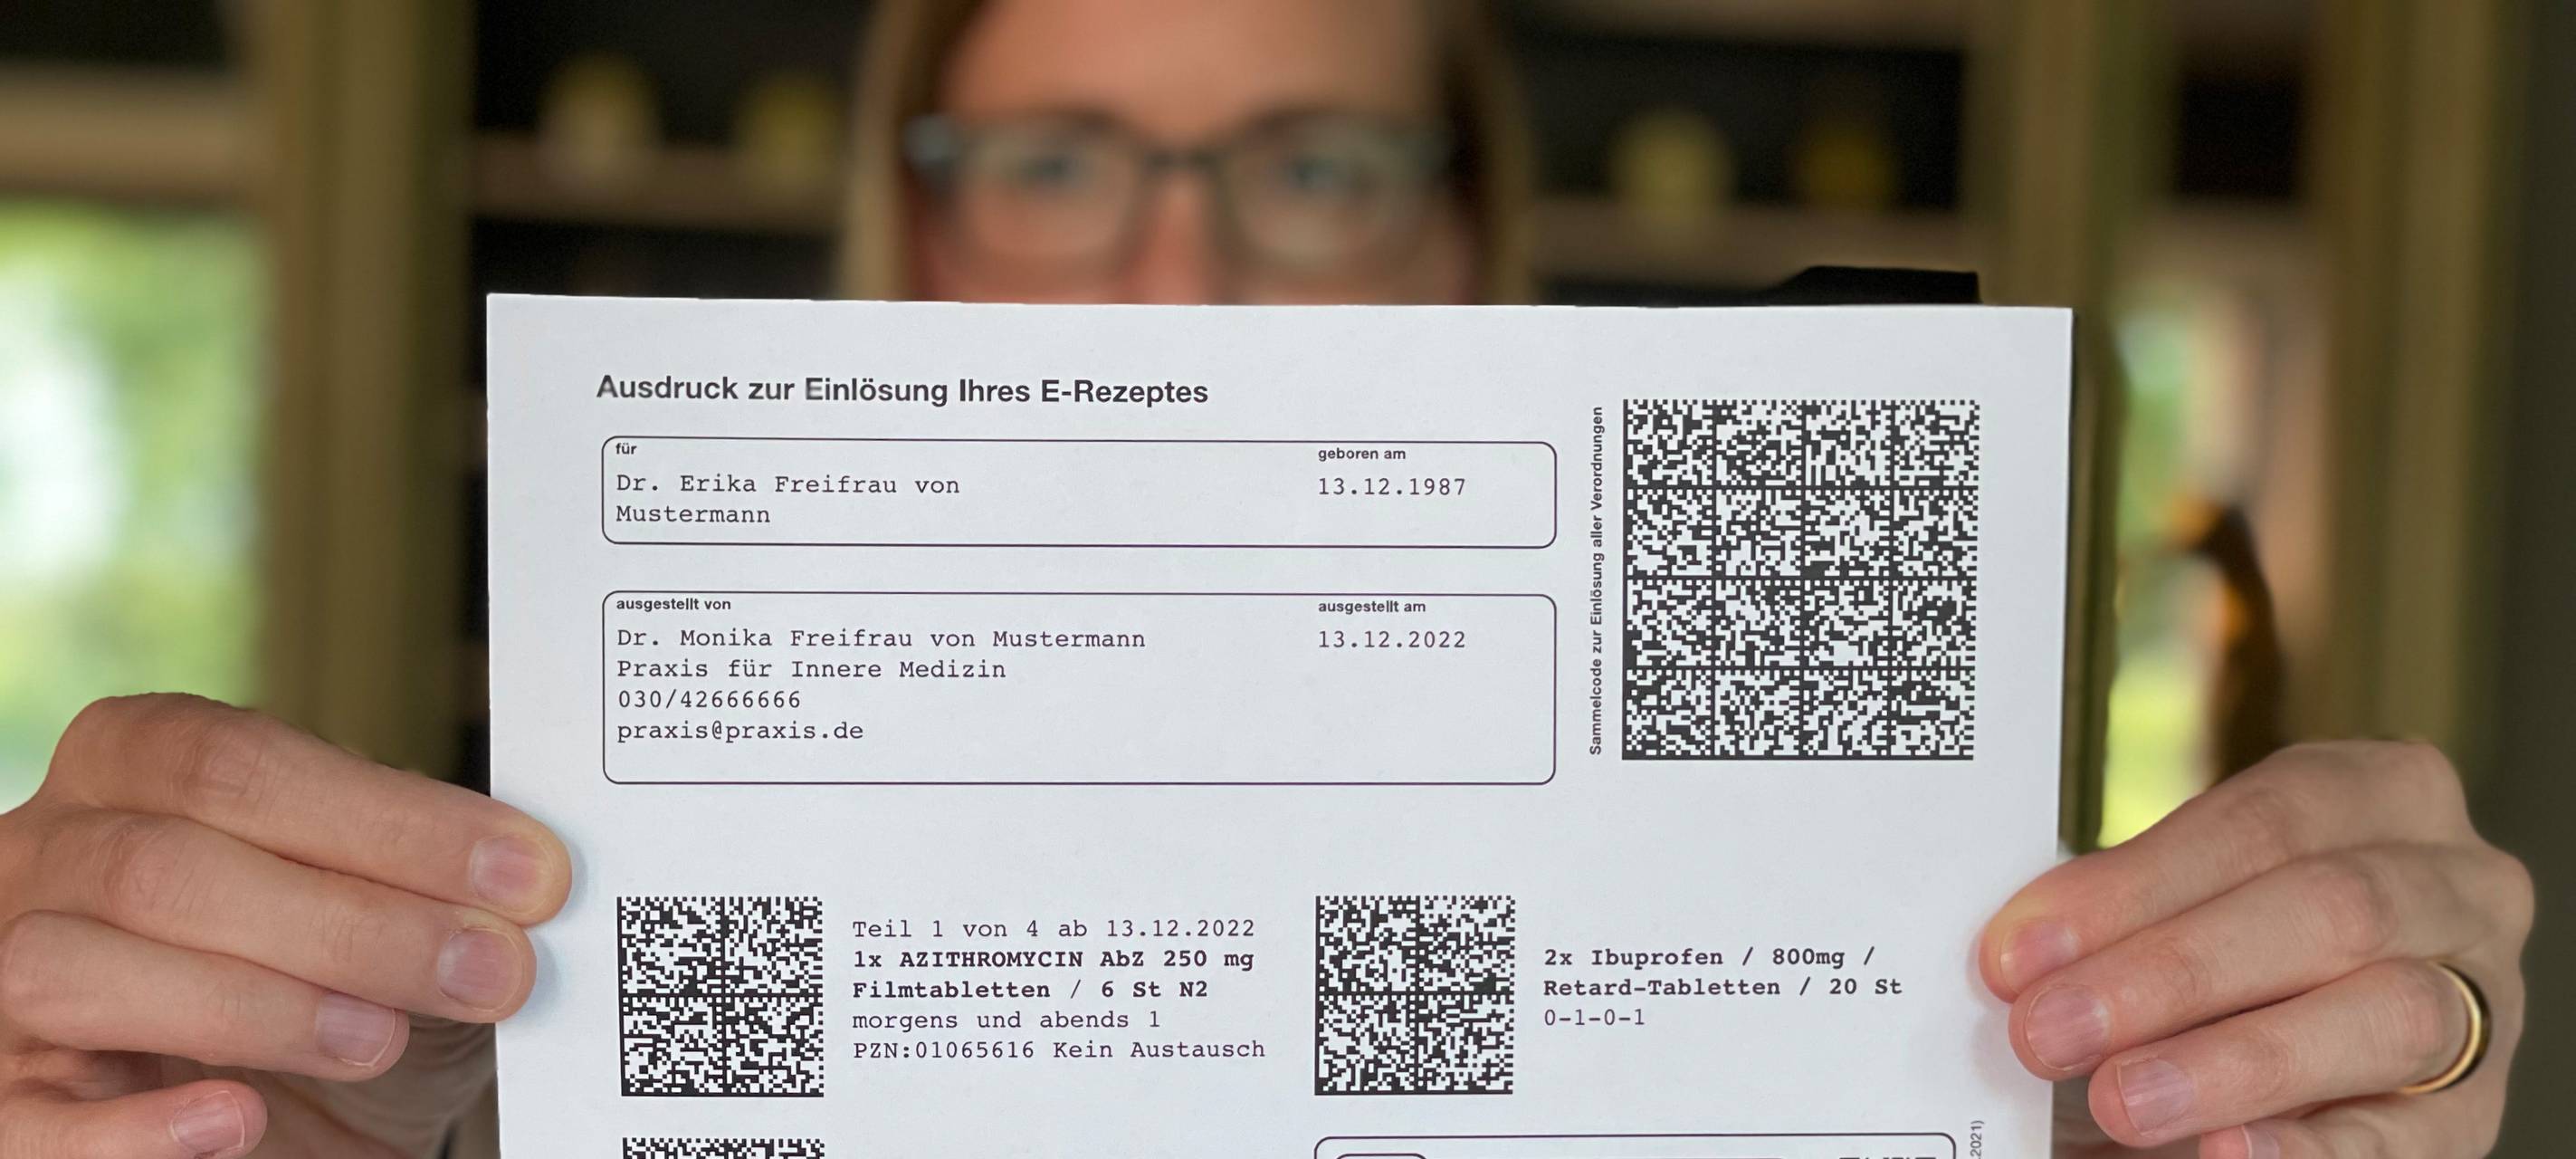 Ausdruck zur Einlösung Ihres E-Rezeptes
für
geboren am
Dr. Erika Freifrau von
13.12.1987
Mustermann
ausgestellt von
ausgestellt am
Dr. Monika Freifrau von Mustermann
13.12.2022
Praxis für Innere Medizin
030/42666666
praxis@praxis.de
Sammelcode zur Einlösung aller Verordnungen
Teil 1 von 4 ab 13.12.2022
1x AZITHROMYCIN AbZ 250 mg
Filmtabletten / 6 St N2
morgens und abends 1
PZN:01065616 Kein Austausch
2x Ibuprofen / 800mg /
Retard-Tabletten / 20 St
0-1-0-1
.2021)